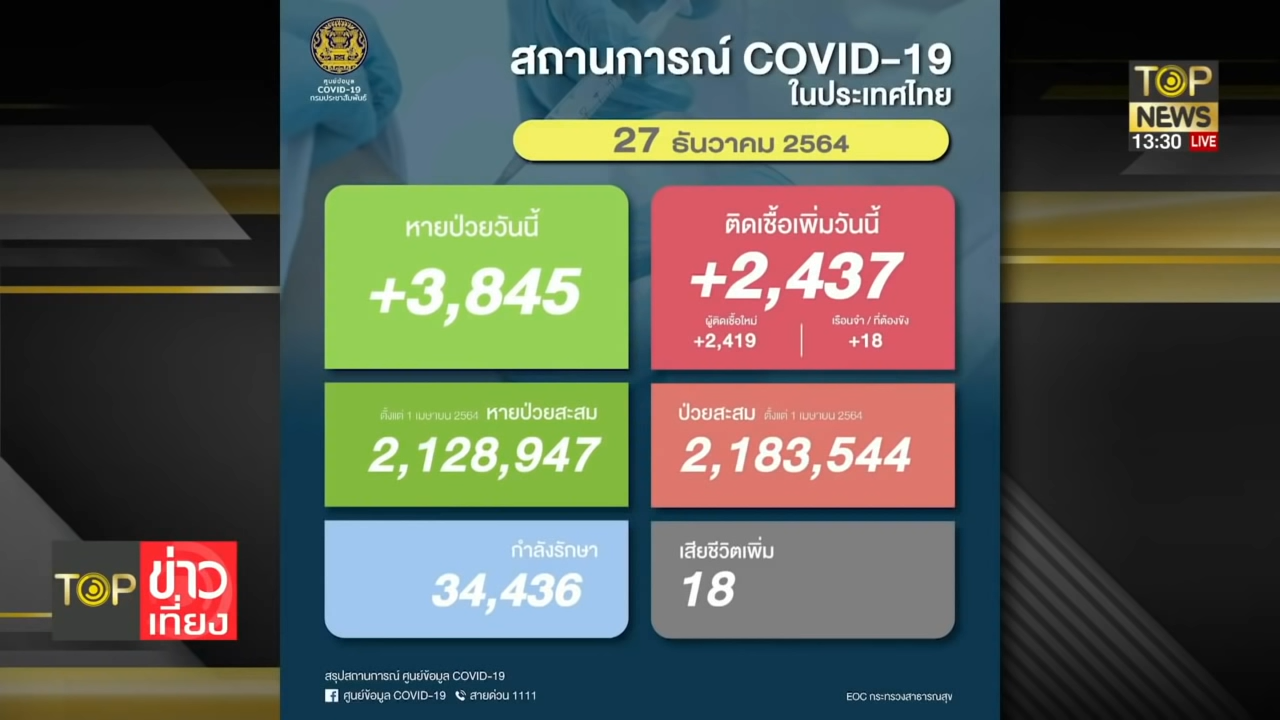 ศูนย์ข้อมูล
COVID-19
กรมประชาสัมพันธ์
สถานการณ์ COVID-19
ในประเทศไทย
27 ธันวาคม 2564
TOP
NEWS
13:30 LIVE
หายป่วยวันนี้
+3,845
ติดเชื้อเพิ่มวันนี้
+2,437
ผู้ติดเชื้อใหม่
+2,419
เรือนจำ / ที่ต้องขัง
+18
ตั้งแต่ 1 เมษายน 2564 หายป่วยสะสม
2,128,947
ป่วยสะสม ตั้งแต่ 1 เมษายน 2564
2,183,544
กำลังรักษา
34,436
เสียชีวิตเพิ่ม
18
TOP ข่าว
เที่ยง
สรุปสถานการณ์ ศูนย์ข้อมูล COVID-19
ศูนย์ข้อมูล COVID-19 สายด่วน 1111
EOC กระทรวงสาธารณสุข